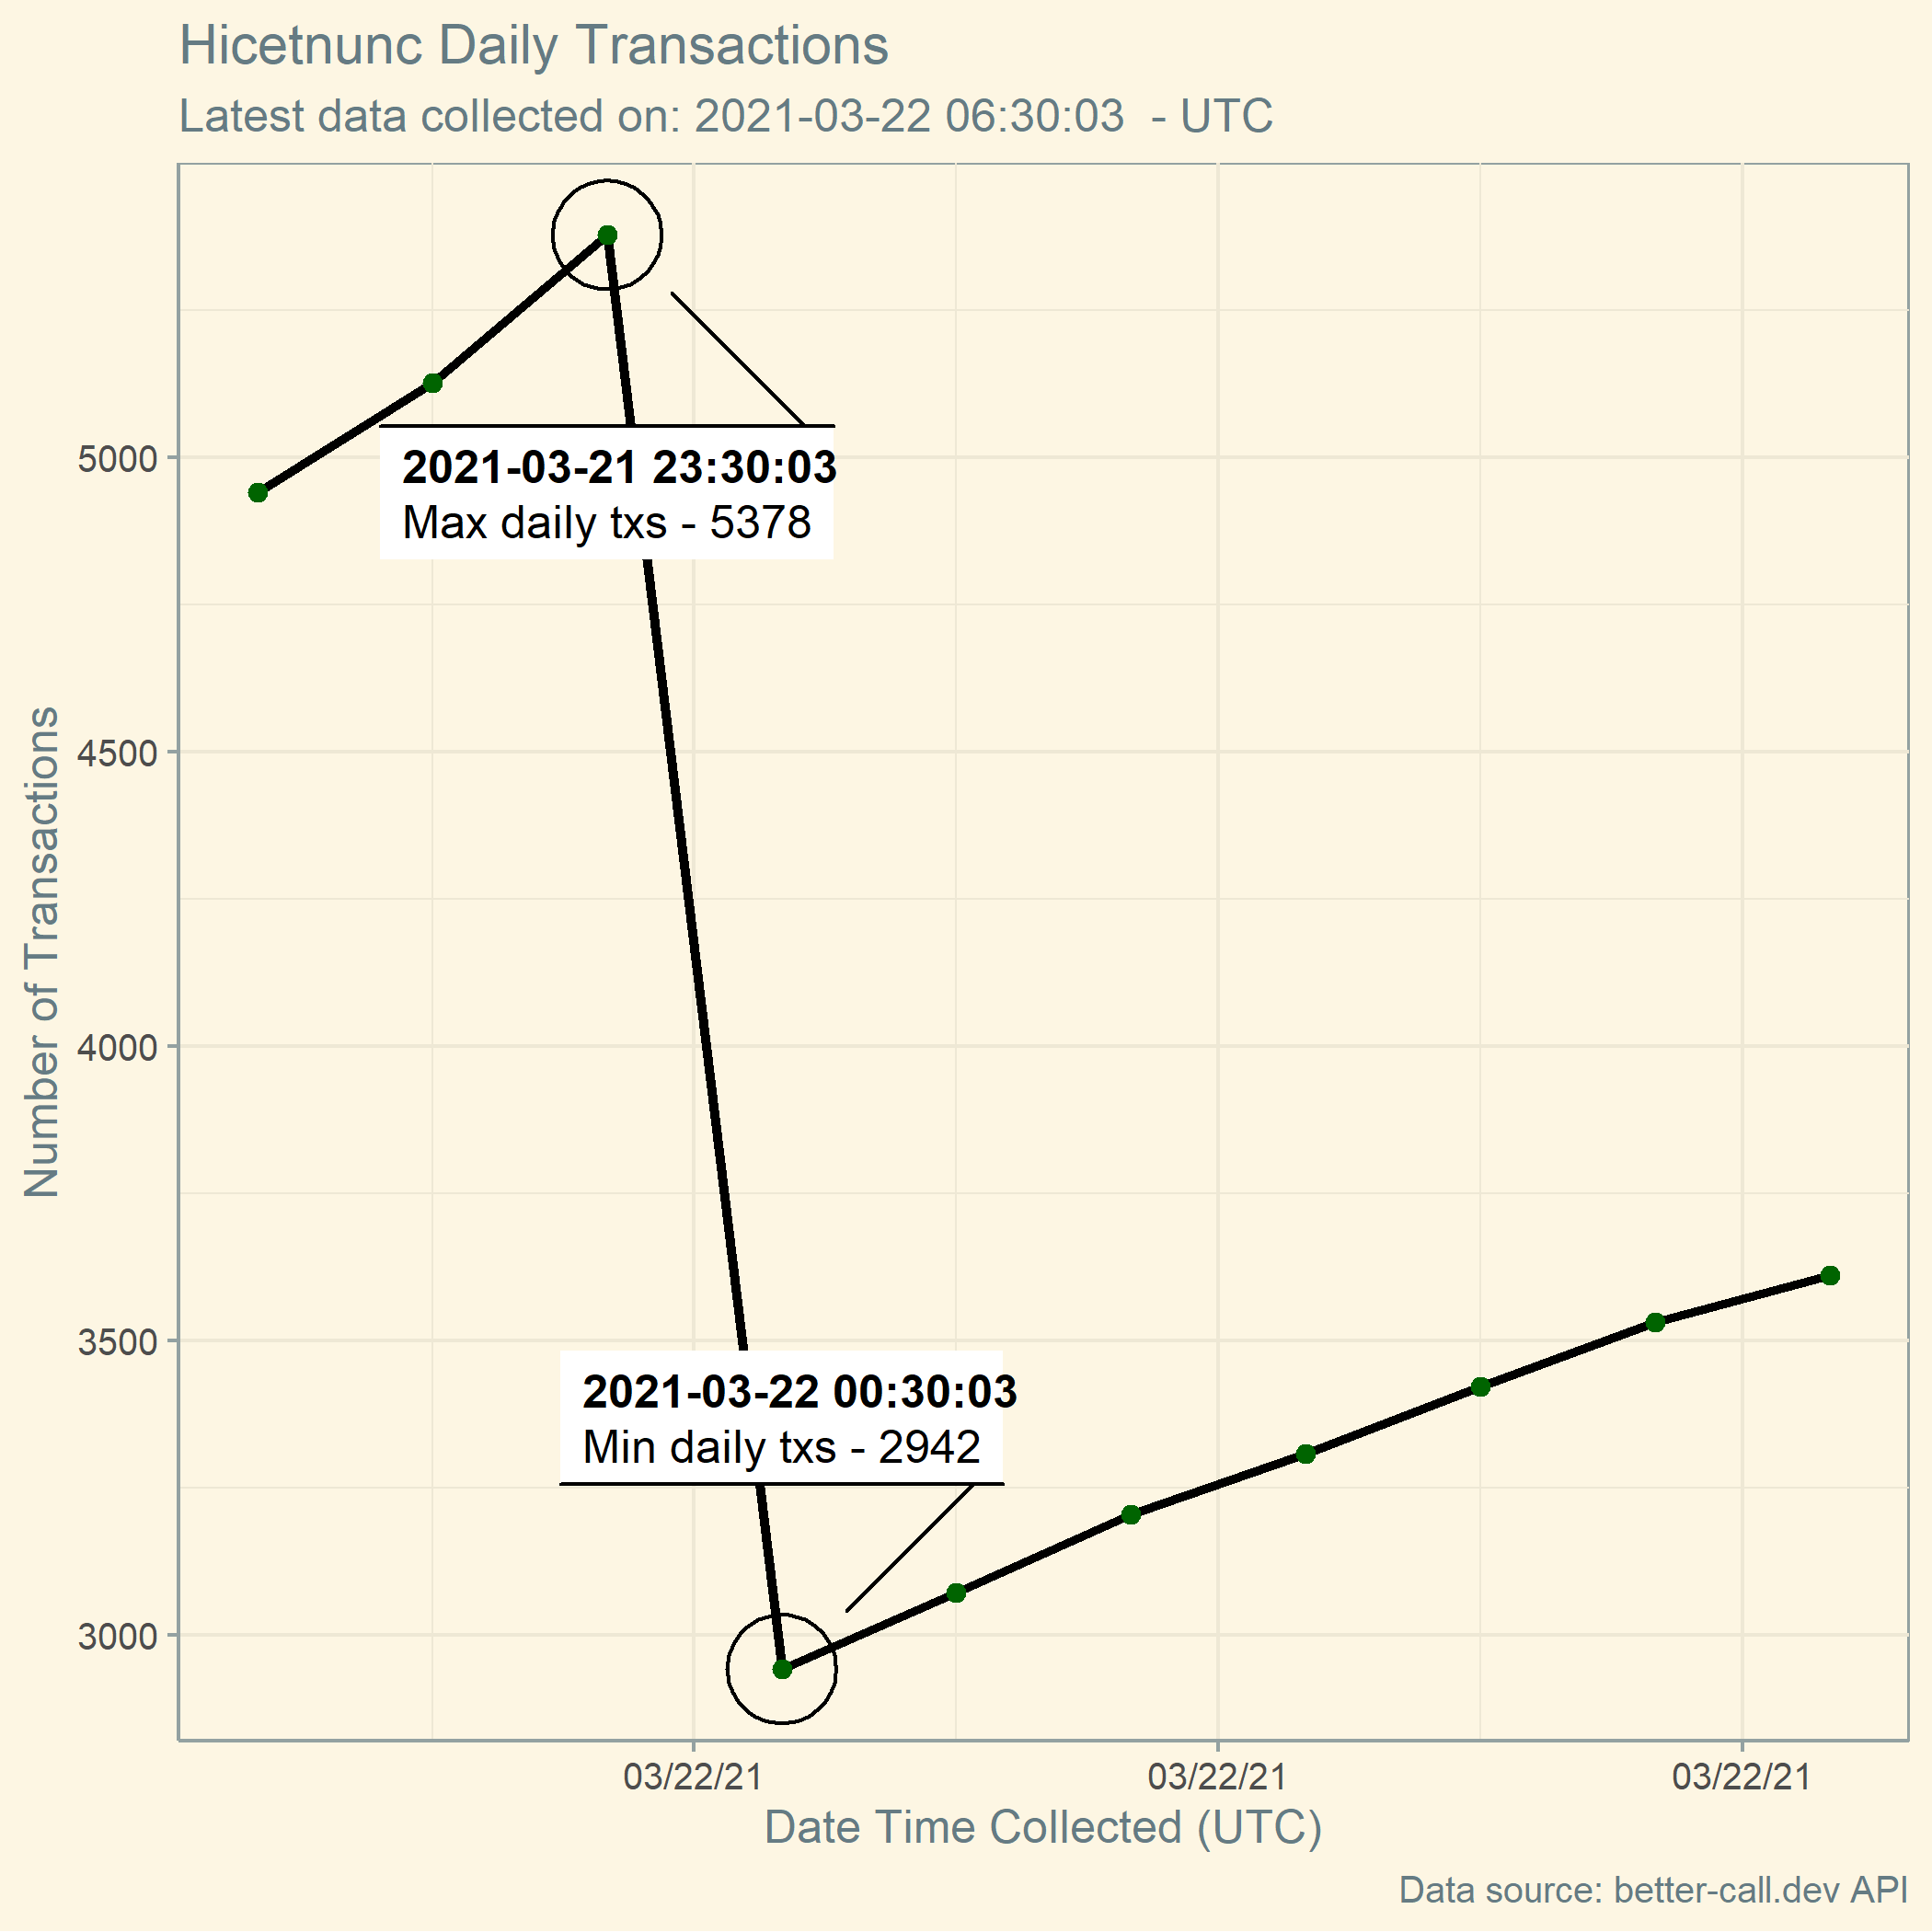 Hicetnunc Daily Transactions
Latest data collected on: 2021-03-22 06:30:03  - UTC
Number of Transactions
5000
4500
4000
3500
3000
2021-03-21 23:30:03
Max daily txs - 5378
2021-03-22 00:30:03
Min daily txs - 2942
03/22/21
03/22/21
03/22/21
Date Time Collected (UTC)
Data source: better-call.dev API